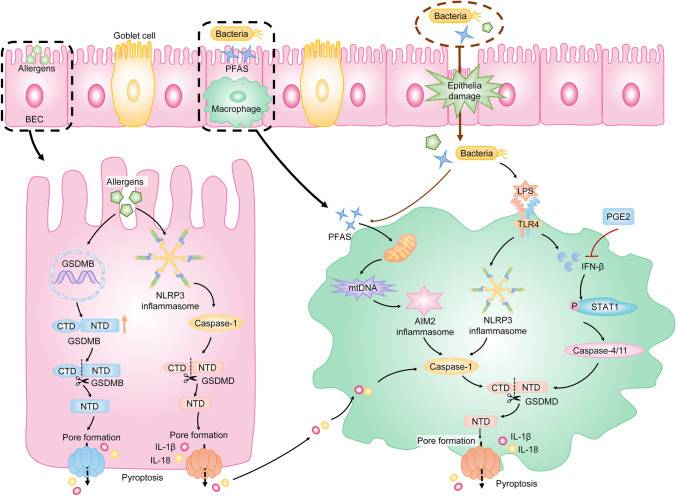 Bacteria
Goblet cell
Bacteria
Allergens
PFAS
Epithelia
damage
Macrophage
BEC
Bacteria
Allergens
LPS
PGE2
TLR4
PFAS
GSDMB
IFN-β
mtDNA
NLRP3
inflammasome
P
STAT1
CTD
NTD
Caspase-1
AIM2
inflammasome
NLRP3
inflammasome
GSDMB
Caspase-4/11
CTD
NTD
GSDMB
CTD
NTD
GSDMD
Caspase-1
CTD
NTD
GSDMD
NTD
NTD
NTD
Pore formation
Pore formation
IL-1β
IL-18
Pore formation
IL-1β
IL-18
Pyroptosis
Pyroptosis